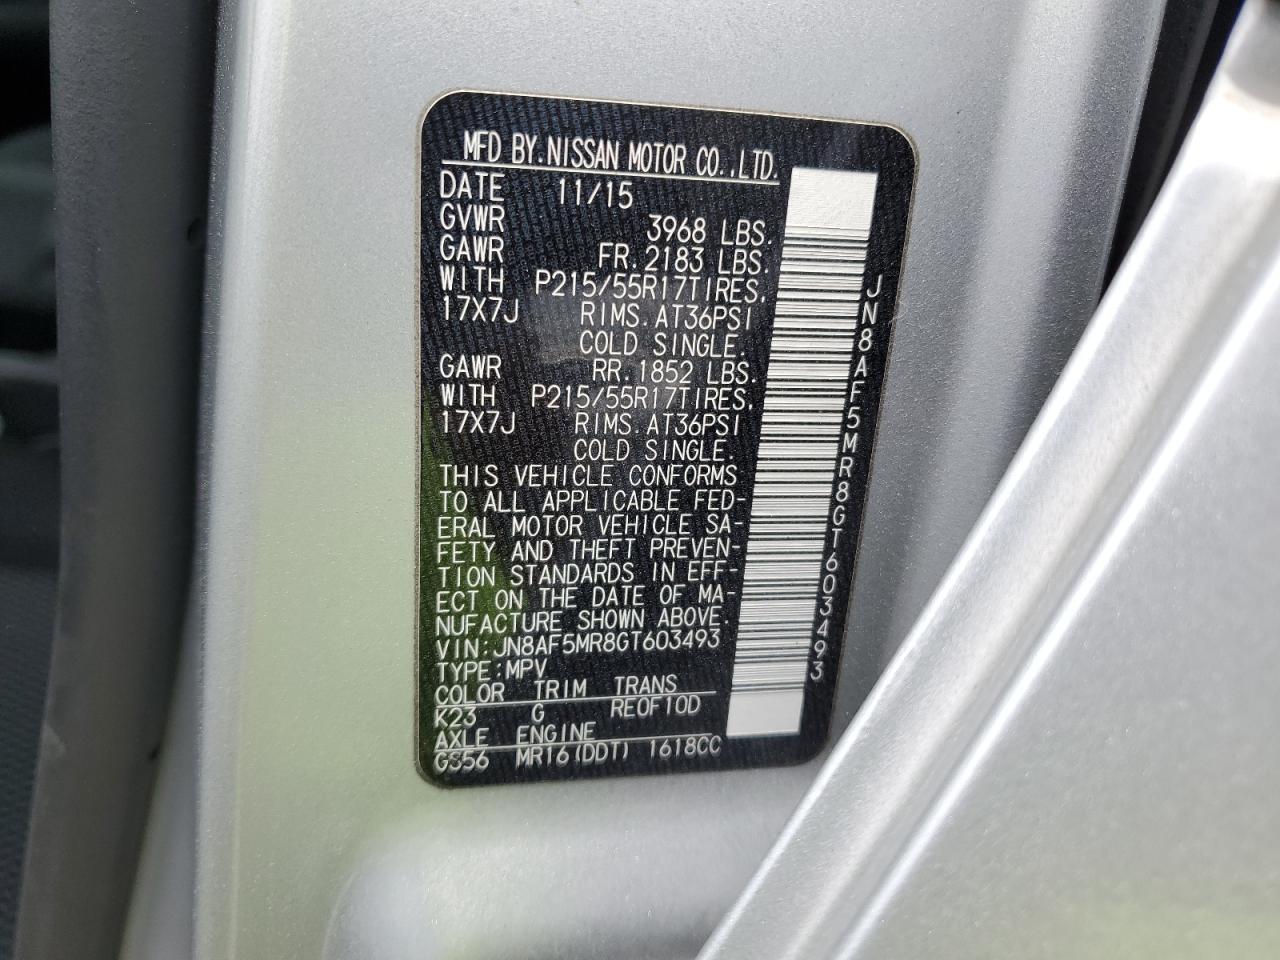 MFD BY.NISSAN MOTOR CO.,LTD.
DATE 11/15
GVWR 3968 LBS.
GAWR FR.2183 LBS.
WITH P215/55R17TIRES,
17X7J RIMS.AT36PSI
COLD SINGLE.
GAWR RR.1852 LBS.
WITH P215/55R17TIRES,
17X7J RIMS.AT36PSI
COLD SINGLE.
THIS VEHICLE CONFORMS
TO ALL APPLICABLE FED-
ERAL MOTOR VEHICLE SA-
FETY AND THEFT PREVEN-
TION STANDARDS IN EFF-
ECT ON THE DATE OF MA-
NUFACTURE SHOWN ABOVE.
VIN:JN8AF5MR8GT603493
TYPE:MPV
COLOR TRIM TRANS
K23 G RE0F10D
AXLE ENGINE
GS56 MR16(DDT) 1618CC
JN8AF5MR8GT603493